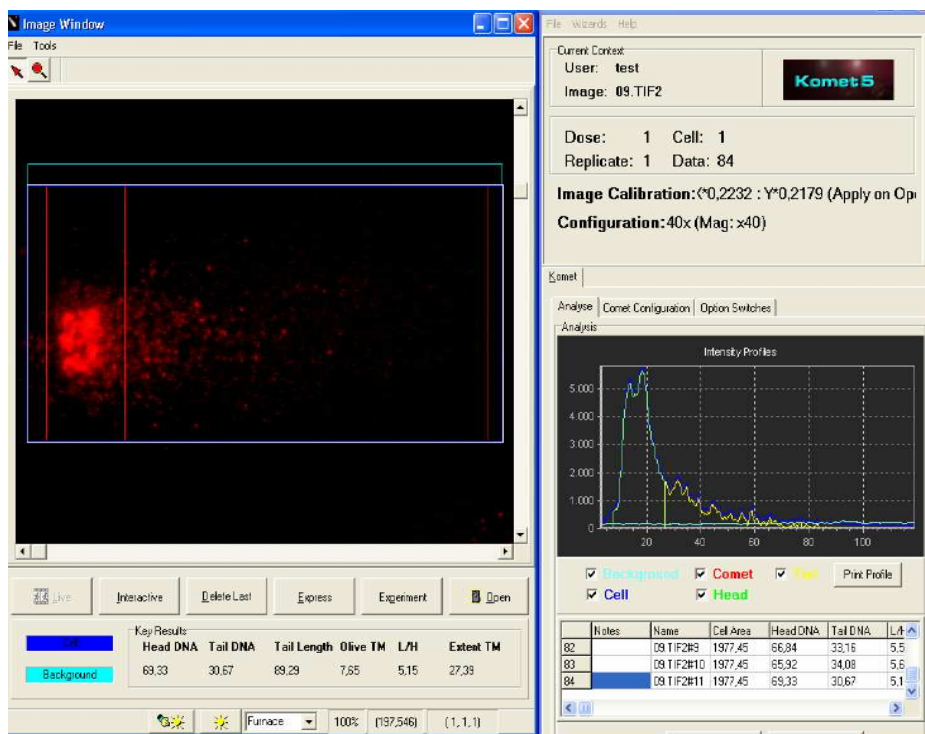 Image Window
File Tools
File Wizards Help
Current Context
User: test
Image: 09.TIF2
Komet 5
Dose: 1 Cell: 1
Replicate: 1 Data: 84
Image Calibration:<*0,2232 : Y*0,2179 (Apply on Op
Configuration:40x (Mag: x40)
Komet
Analyse Comet Configuration Option Switches
Analysis
Intensity Profiles
5.000
4.000
3.000
2.000
1.000
0
20 40 60 80 100
Background Comet Tail Print Profile
Cell Head
Live Interactive Delete Last Express Experiment Open
Key Results
Cell Head DNA Tail DNA Tail Length Olive TM L/H Extent TM
Background 69,33 30,67 89,29 7,65 5,15 27,39
Notes Name Cell Area Head DNA Tail DNA L/H
82 09.TIF2#9 1977,45 66,84 33,16 5,5
83 09.TIF2#10 1977,45 65,92 34,08 5,6
84 09.TIF2#11 1977,45 69,33 30,67 5,1
Furnace 100% (197,546) (1,1,1)